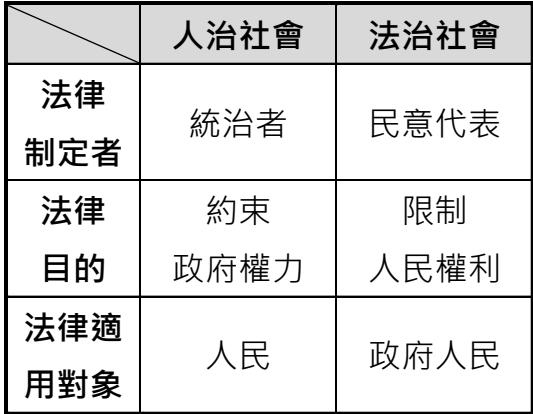 人治社會 法治社會
法律
制定者
統治者 民意代表
法律
目的
約束
政府權力
限制
人民權利
法律適
用對象
人民 政府人民